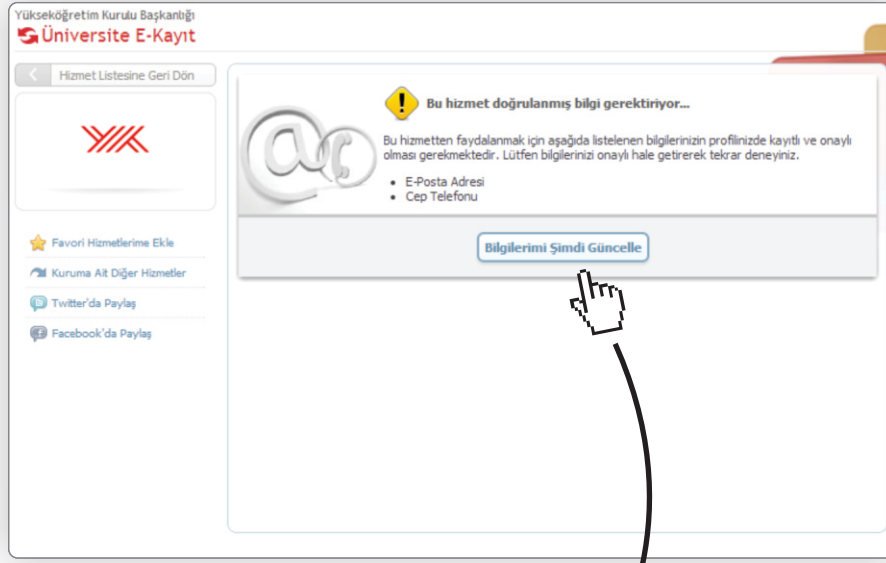 Yükseköğretim Kurulu Başkanlığı
Üniversite E-Kayıt
Hizmet Listesine Geri Dön
Bu hizmet doğrulanmış bilgi gerektiriyor...
Bu hizmetten faydalanmak için aşağıda listelenen bilgilerinizin profilinizde kayıtlı ve onaylı
olması gerekmektedir. Lütfen bilgilerinizi onaylı hale getirerek tekrar deneyiniz.
• E-Posta Adresi
• Cep Telefonu
Bilgilerimi Şimdi Güncelle
Favori Hizmetlerime Ekle
Kuruma Ait Diğer Hizmetler
Twitter'da Paylaş
Facebook'da Paylaş